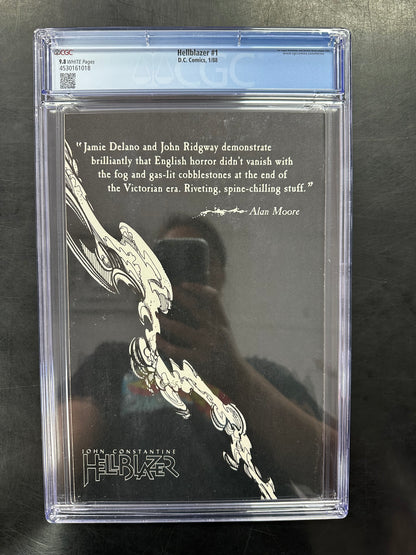 CGC
9.8 WHITE Pages
4530161018
Hellblazer #1
D.C. Comics, 1/88
CGC
"Jamie Delano and John Ridgway demonstrate
brilliantly that English horror didn't vanish with
the fog and gas-lit cobblestones at the end of
the Victorian era. Riveting, spine-chilling stuff."
Alan Moore
JOHN CONSTANTINE
HELLBLAZER